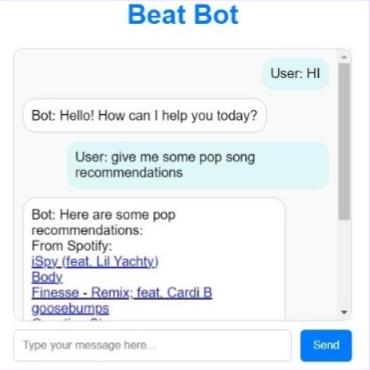 Beat Bot
User: HI
Bot: Hello! How can I help you today?
User: give me some pop song
recommendations
Bot: Here are some pop
recommendations:
From Spotify:
iSpy (feat. Lil Yachty)
Body
Finesse - Remix; feat. Cardi B
goosebumps
Type your message here...
Send